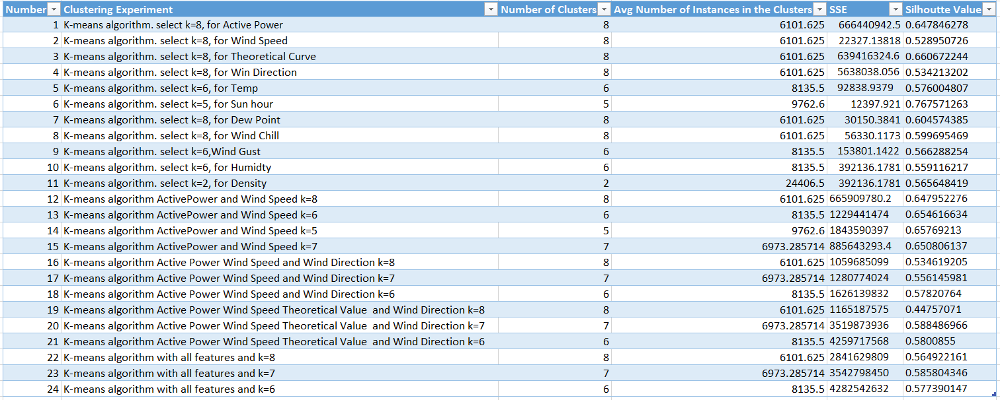 Number Clustering Experiment Number of Clusters Avg Number of Instances in the Clusters SSE Silhoutte Value
1 K-means algorithm. select k=8, for Active Power 8 6101.625 666440942.5 0.647846278
2 K-means algorithm. select k=8, for Wind Speed 8 6101.625 22327.13818 0.528950726
3 K-means algorithm. select k=8, for Theoretical Curve 8 6101.625 639416324.6 0.660672244
4 K-means algorithm. select k=8, for Win Direction 8 6101.625 5638038.056 0.534213202
5 K-means algorithm. select k=6, for Temp 6 8135.5 92838.9379 0.576004807
6 K-means algorithm. select k=5, for Sun hour 5 9762.6 12397.921 0.767571263
7 K-means algorithm. select k=8, for Dew Point 8 6101.625 30150.3841 0.604574385
8 K-means algorithm. select k=8, for Wind Chill 8 6101.625 56330.1173 0.599695469
9 K-means algorithm. select k=6,Wind Gust 6 8135.5 153801.1422 0.566288254
10 K-means algorithm. select k=6, for Humidty 6 8135.5 392136.1781 0.559116217
11 K-means algorithm. select k=2, for Density 2 24406.5 392136.1781 0.565648419
12 K-means algorithm ActivePower and Wind Speed k=8 8 6101.625 665909780.2 0.647952276
13 K-means algorithm ActivePower and Wind Speed k=6 6 8135.5 1229441474 0.654616634
14 K-means algorithm ActivePower and Wind Speed k=5 5 9762.6 1843590397 0.65769213
15 K-means algorithm ActivePower and Wind Speed k=7 7 6973.285714 885643293.4 0.650806137
16 K-means algorithm Active Power Wind Speed and Wind Direction k=8 8 6101.625 1059685099 0.534619205
17 K-means algorithm Active Power Wind Speed and Wind Direction k=7 7 6973.285714 1280774024 0.556145981
18 K-means algorithm Active Power Wind Speed and Wind Direction k=6 6 8135.5 1626139832 0.57820764
19 K-means algorithm Active Power Wind Speed Theoretical Value and Wind Direction k=8 8 6101.625 1165187575 0.44757071
20 K-means algorithm Active Power Wind Speed Theoretical Value and Wind Direction k=7 7 6973.285714 3519873936 0.588486966
21 K-means algorithm Active Power Wind Speed Theoretical Value and Wind Direction k=6 6 8135.5 4259717568 0.5800855
22 K-means algorithm with all features and k=8 8 6101.625 2841629809 0.564922161
23 K-means algorithm with all features and k=7 7 6973.285714 3542798450 0.585804346
24 K-means algorithm with all features and k=6 6 8135.5 4282542632 0.577390147